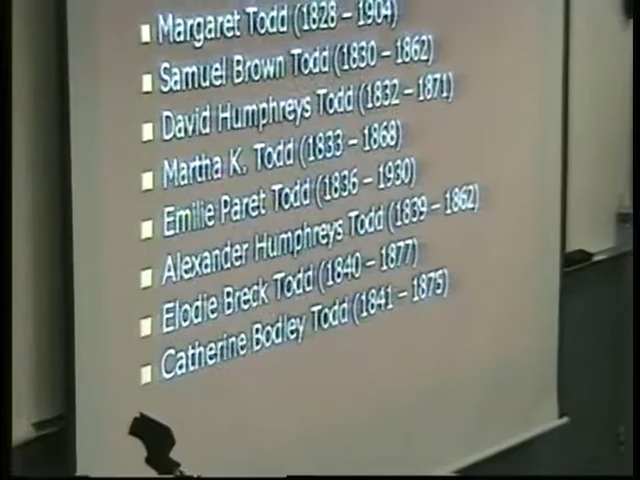 Margaret Todd (1828 – 1904)
Samuel Brown Todd (1830 – 1862)
David Humphreys Todd (1832 – 1871)
Martha K. Todd (1833 – 1868)
Emilie Paret Todd (1836 – 1930)
Alexander Humphreys Todd (1839 – 1862)
Elodie Breck Todd (1840 – 1877)
Catherine Bodley Todd (1841 – 1875)